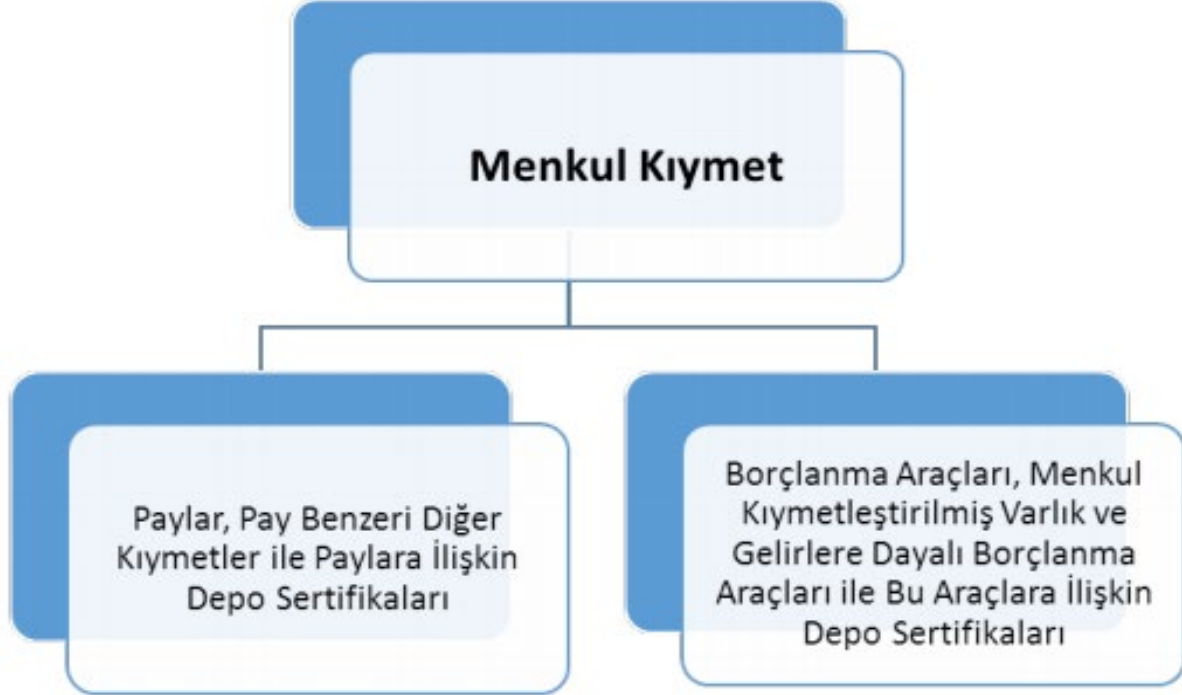 Menkul Kıymet
Paylar, Pay Benzeri Diğer
Kıymetler ile Paylara İlişkin
Depo Sertifikaları
Borçlanma Araçları, Menkul
Kıymetleştirilmiş Varlık ve
Gelirlere Dayalı Borçlanma
Araçları ile Bu Araçlara İlişkin
Depo Sertifikaları